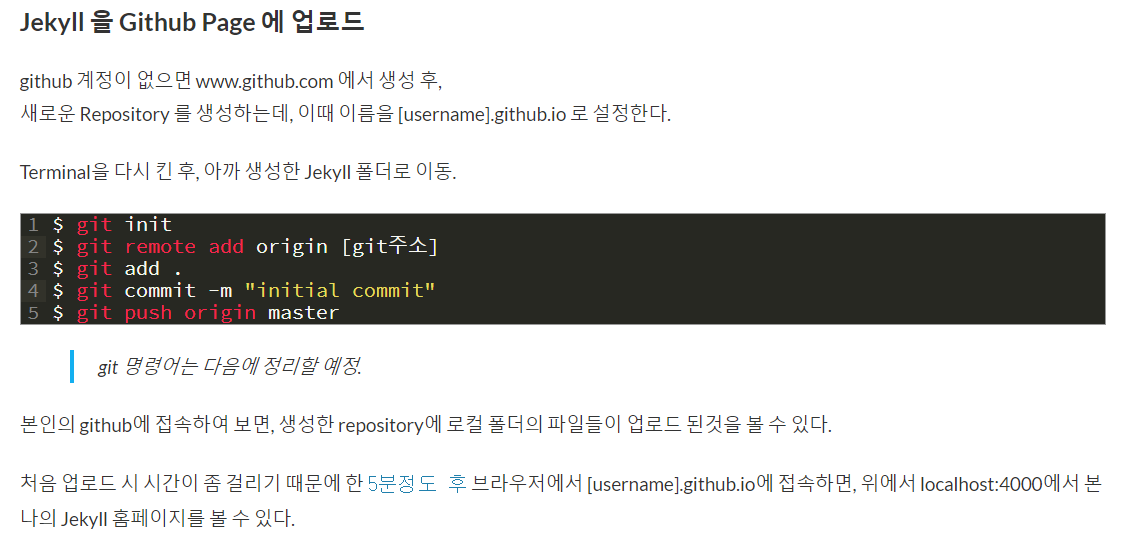 Jekyll 을 Github Page 에 업로드
github 계정이 없으면 www.github.com 에서 생성 후,
새로운 Repository 를 생성하는데, 이때 이름을 [username].github.io 로 설정한다.
Terminal을 다시 킨 후, 아까 생성한 Jekyll 폴더로 이동.
1 $ git init
2 $ git remote add origin [git주소]
3 $ git add .
4 $ git commit -m "initial commit"
5 $ git push origin master
git 명령어는 다음에 정리할 예정.
본인의 github에 접속하여 보면, 생성한 repository에 로컬 폴더의 파일들이 업로드 된것을 볼 수 있다.
처음 업로드 시 시간이 좀 걸리기 때문에 한 5분정도 후 브라우저에서 [username].github.io에 접속하면, 위에서 localhost:4000에서 본
나의 Jekyll 홈페이지를 볼 수 있다.